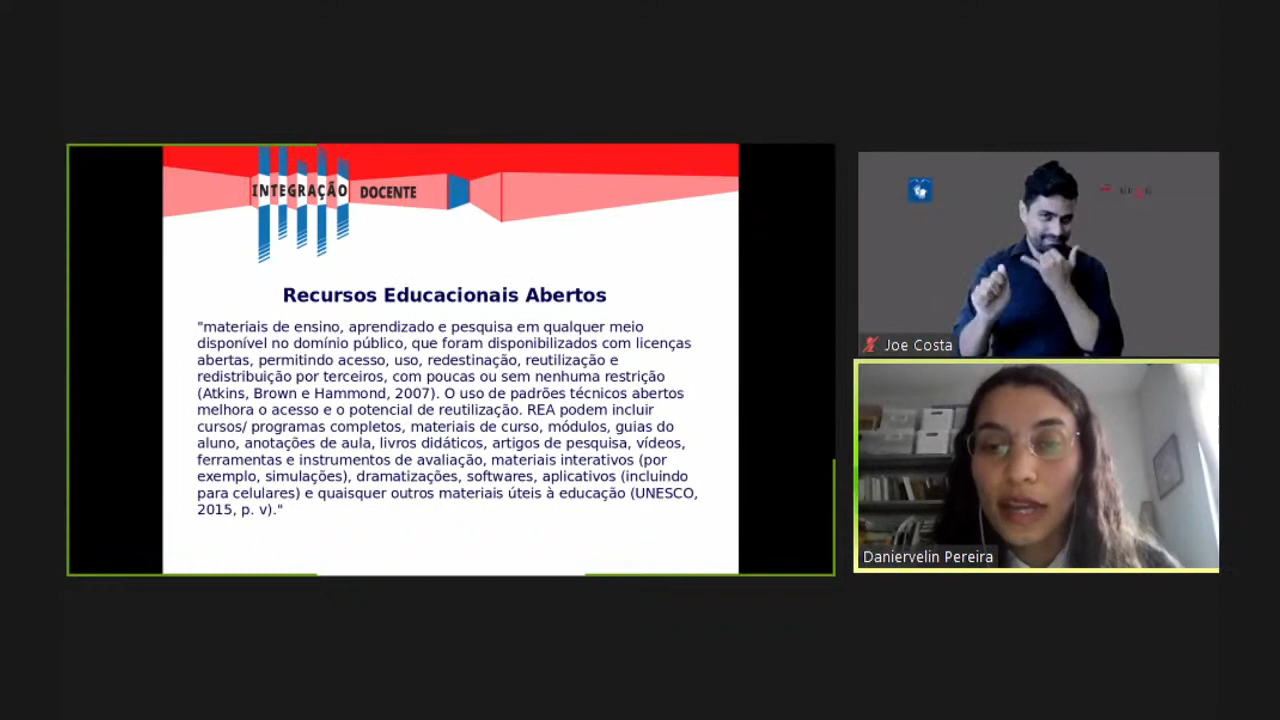 INTEGRAÇÃO DOCENTE
Recursos Educacionais Abertos
"materiais de ensino, aprendizado e pesquisa em qualquer meio
disponível no domínio público, que foram disponibilizados com licenças
abertas, permitindo acesso, uso, redestinação, reutilização e
redistribuição por terceiros, com poucas ou sem nenhuma restrição
(Atkins, Brown e Hammond, 2007). O uso de padrões técnicos abertos
melhora o acesso e o potencial de reutilização. REA podem incluir
cursos/ programas completos, materiais de curso, módulos, guias do
aluno, anotações de aula, livros didáticos, artigos de pesquisa, vídeos,
ferramentas e instrumentos de avaliação, materiais interativos (por
exemplo, simulações), dramatizações, softwares, aplicativos (incluindo
para celulares) e quaisquer outros materiais úteis à educação (UNESCO,
2015, p. v)."
Joe Costa
Daniervelin Pereira